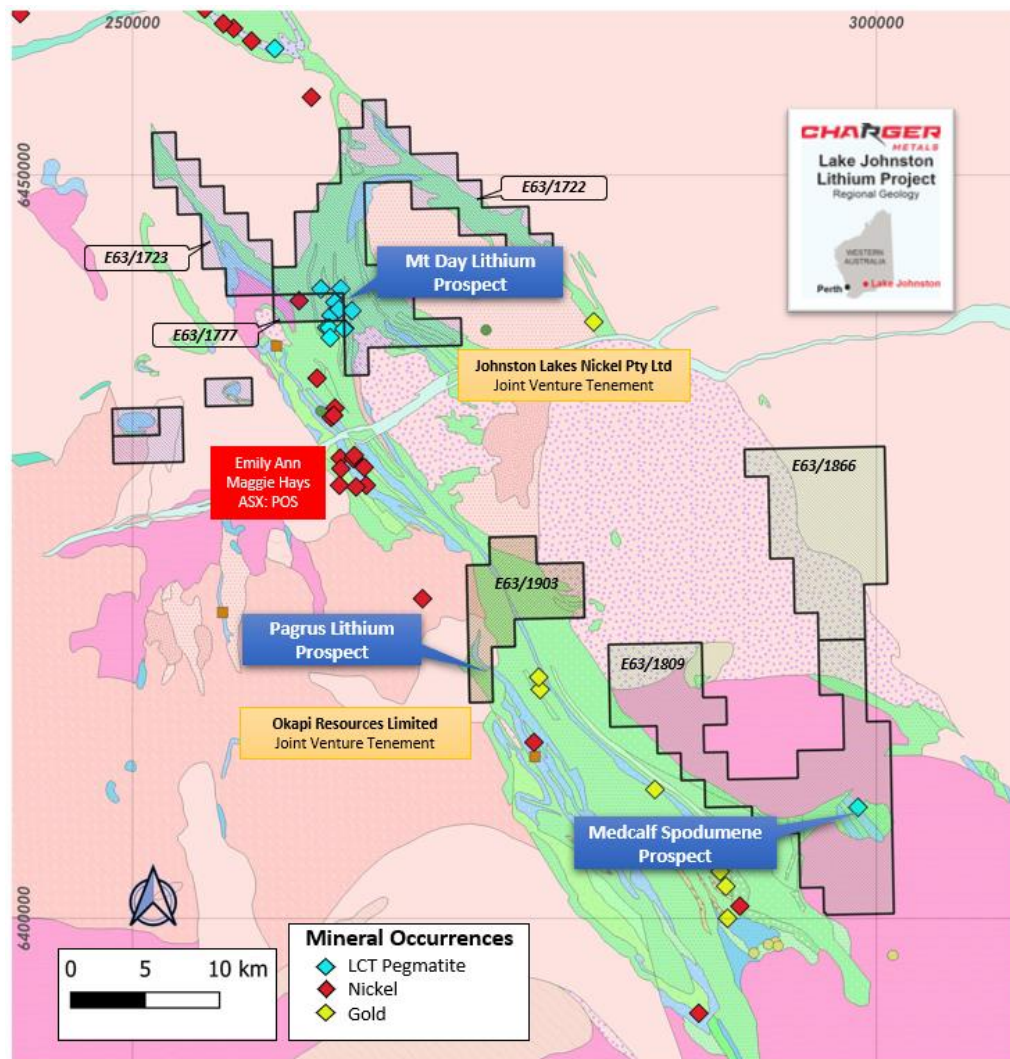 250000
300000
CHARGER
METALS
Lake Johnston
Lithium Project
Regional Geology
WESTERN
AUSTRALIA
Perth
Lake Johnston
6450000
E63/1722
E63/1723
Mt Day Lithium
Prospect
E63/1777
Johnston Lakes Nickel Pty Ltd
Joint Venture Tenement
Emily Ann
Maggie Hays
ASX: POS
E63/1866
E63/1903
Pagrus Lithium
Prospect
E63/1809
Okapi Resources Limited
Joint Venture Tenement
Medcalf Spodumene
Prospect
6400000
0 5 10 km
Mineral Occurrences
LCT Pegmatite
Nickel
Gold